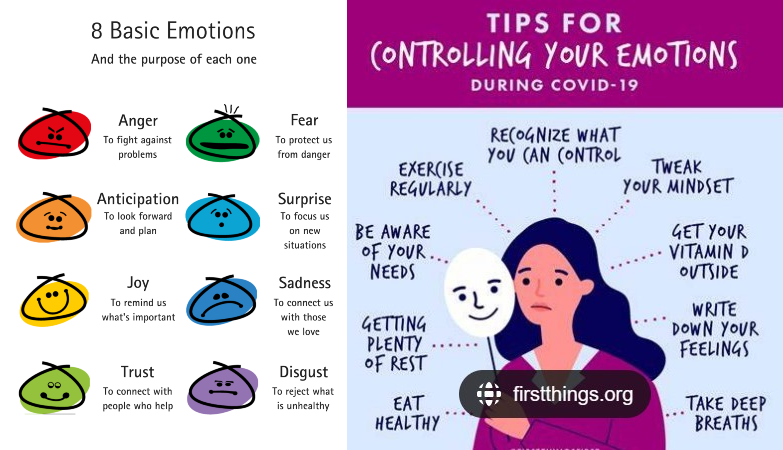 8 Basic Emotions
And the purpose of each one
Anger
To fight against
problems
Fear
To protect us
from danger
Anticipation
To look forward
and plan
Surprise
To focus us
on new
situations
Joy
To remind us
what's important
Sadness
To connect us
with those
we love
Trust
To connect with
people who help
Disgust
To reject what
is unhealthy
TIPS FOR
CONTROLLING YOUR EMOTIONS
DURING COVID-19
RECOGNIZE WHAT
YOU CAN CONTROL
EXERCISE
REGULARLY
TWEAK
YOUR MINDSET
BE AWARE
OF YOUR
NEEDS
GET YOUR
VITAMIN D
OUTSIDE
GETTING
PLENTY
OF REST
WRITE
DOWN YOUR
FEELINGS
EAT
HEALTHY
TAKE DEEP
BREATHS
firstthings.org